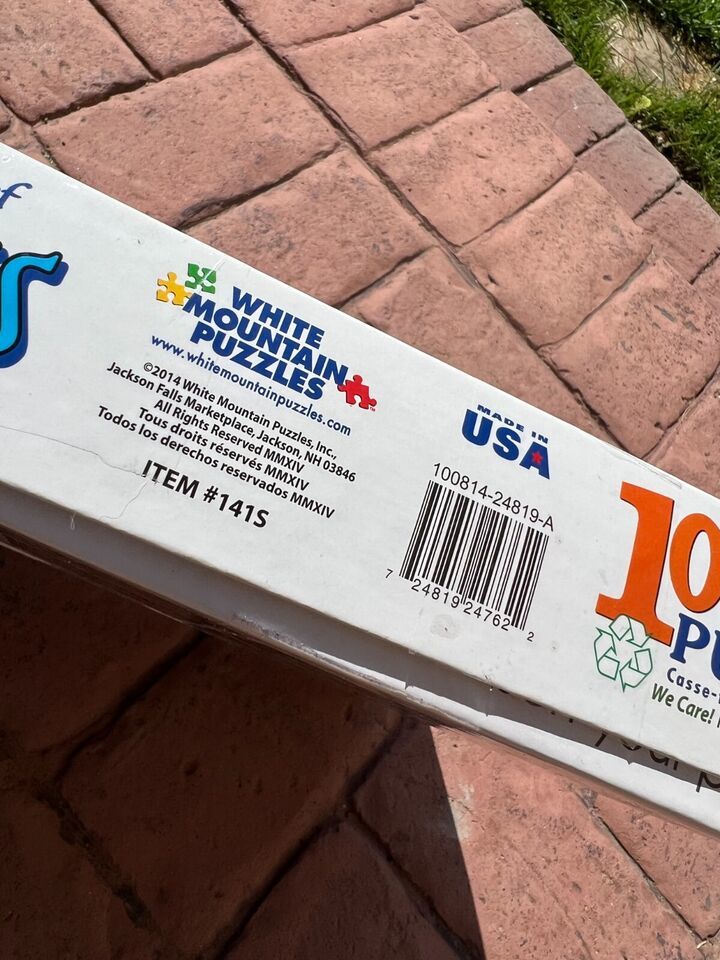 WHITE
MOUNTAIN
PUZZLES
TM
www.whitemountainpuzzles.com
©2014 White Mountain Puzzles, Inc.,
Jackson Falls Marketplace, Jackson, NH 03846
All Rights Reserved MMXIV
Tous droits réservés MMXIV
Todos los derechos reservados MMXIV
ITEM #141S
MADE IN
USA
100814-24819-A
7 24819 24762 2
We Care!